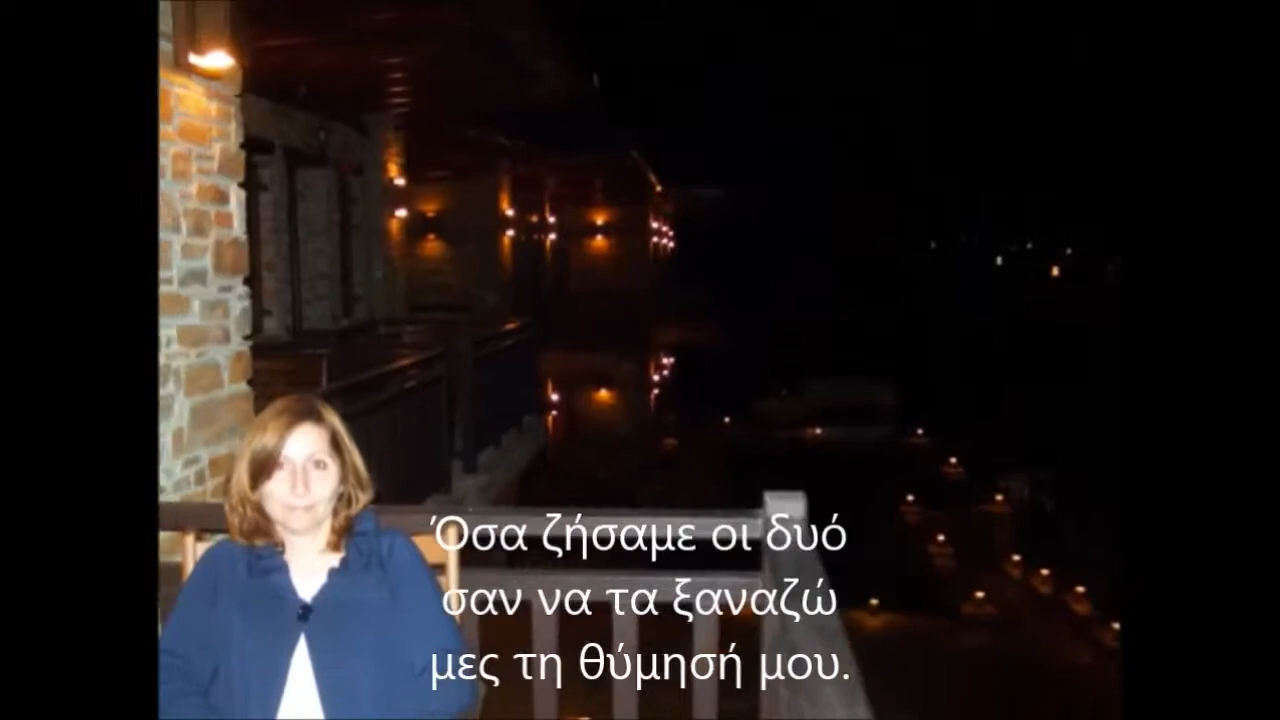 Όσα ζήσαμε οι δυό
σαν να τα ξαναζώ
μες τη θύμησή μου.